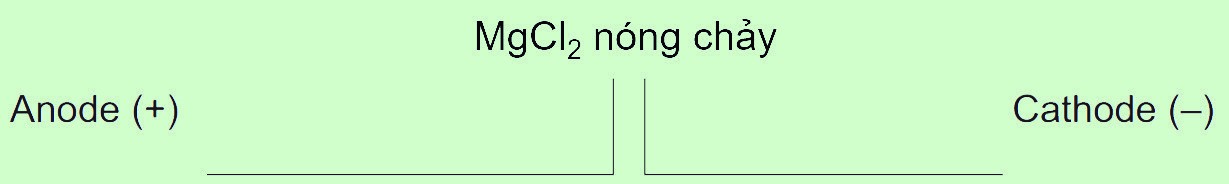 MgCl₂ nóng chảy
Anode (+)
Cathode (–)